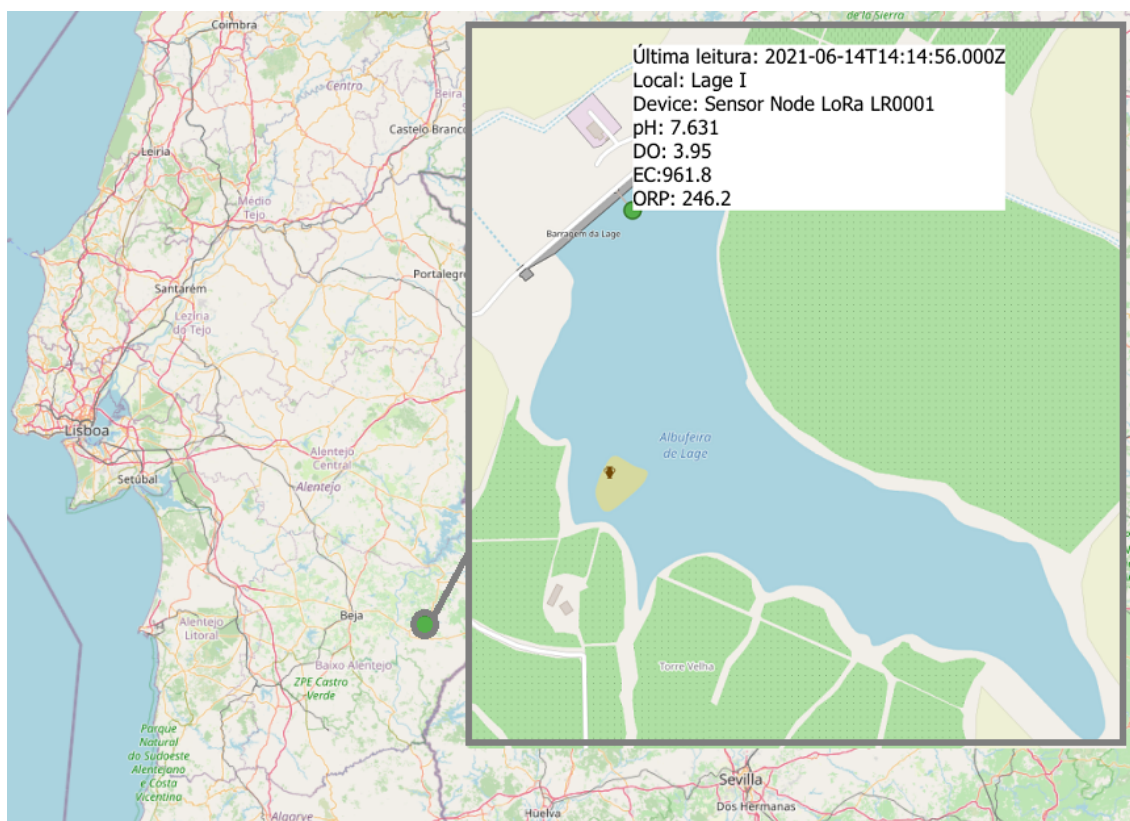 Coimbra
de la Sierra
Centro
Beira
Castelo Branco
Leiria
Médio
Tejo
Portalegre
Santarém
Lezíria
do Tejo
Lisboa
Alentejo
Central
Setúbal
Alentejo
Beja
Alentejo
Litoral
Baixo Alentejo
ZPE Castro
Verde
Parque
Natural
do Sudoeste
Alentejano
e Costa
Vicentina
Algarve
Huelva
Sevilla
Dos Hermanas
Última leitura: 2021-06-14T14:14:56.000Z
Local: Lage I
Device: Sensor Node LoRa LR0001
pH: 7.631
DO: 3.95
EC:961.8
ORP: 246.2
Barragem da Lage
Albufeira
de Lage
Torre Velha